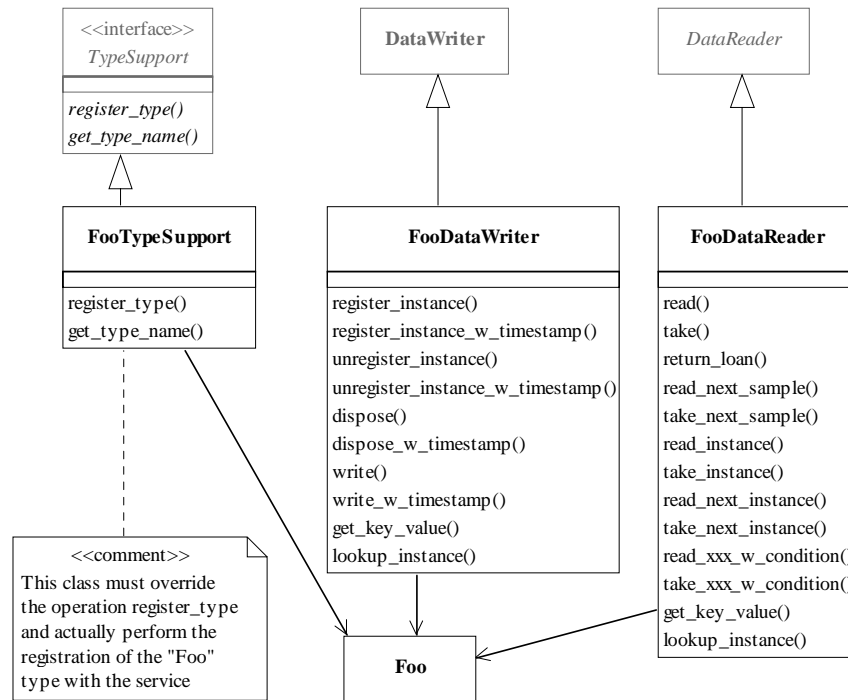 <<interface>>
TypeSupport
register_type()
get_type_name()
DataWriter
DataReader
FooTypeSupport
register_type()
get_type_name()
FooDataWriter
register_instance()
register_instance_w_timestamp()
unregister_instance()
unregister_instance_w_timestamp()
dispose()
dispose_w_timestamp()
write()
write_w_timestamp()
get_key_value()
lookup_instance()
FooDataReader
read()
take()
return_loan()
read_next_sample()
take_next_sample()
read_instance()
take_instance()
read_next_instance()
take_next_instance()
read_xxx_w_condition()
take_xxx_w_condition()
get_key_value()
lookup_instance()
<<comment>>
This class must override
the operation register_type
and actually perform the
registration of the "Foo"
type with the service
Foo